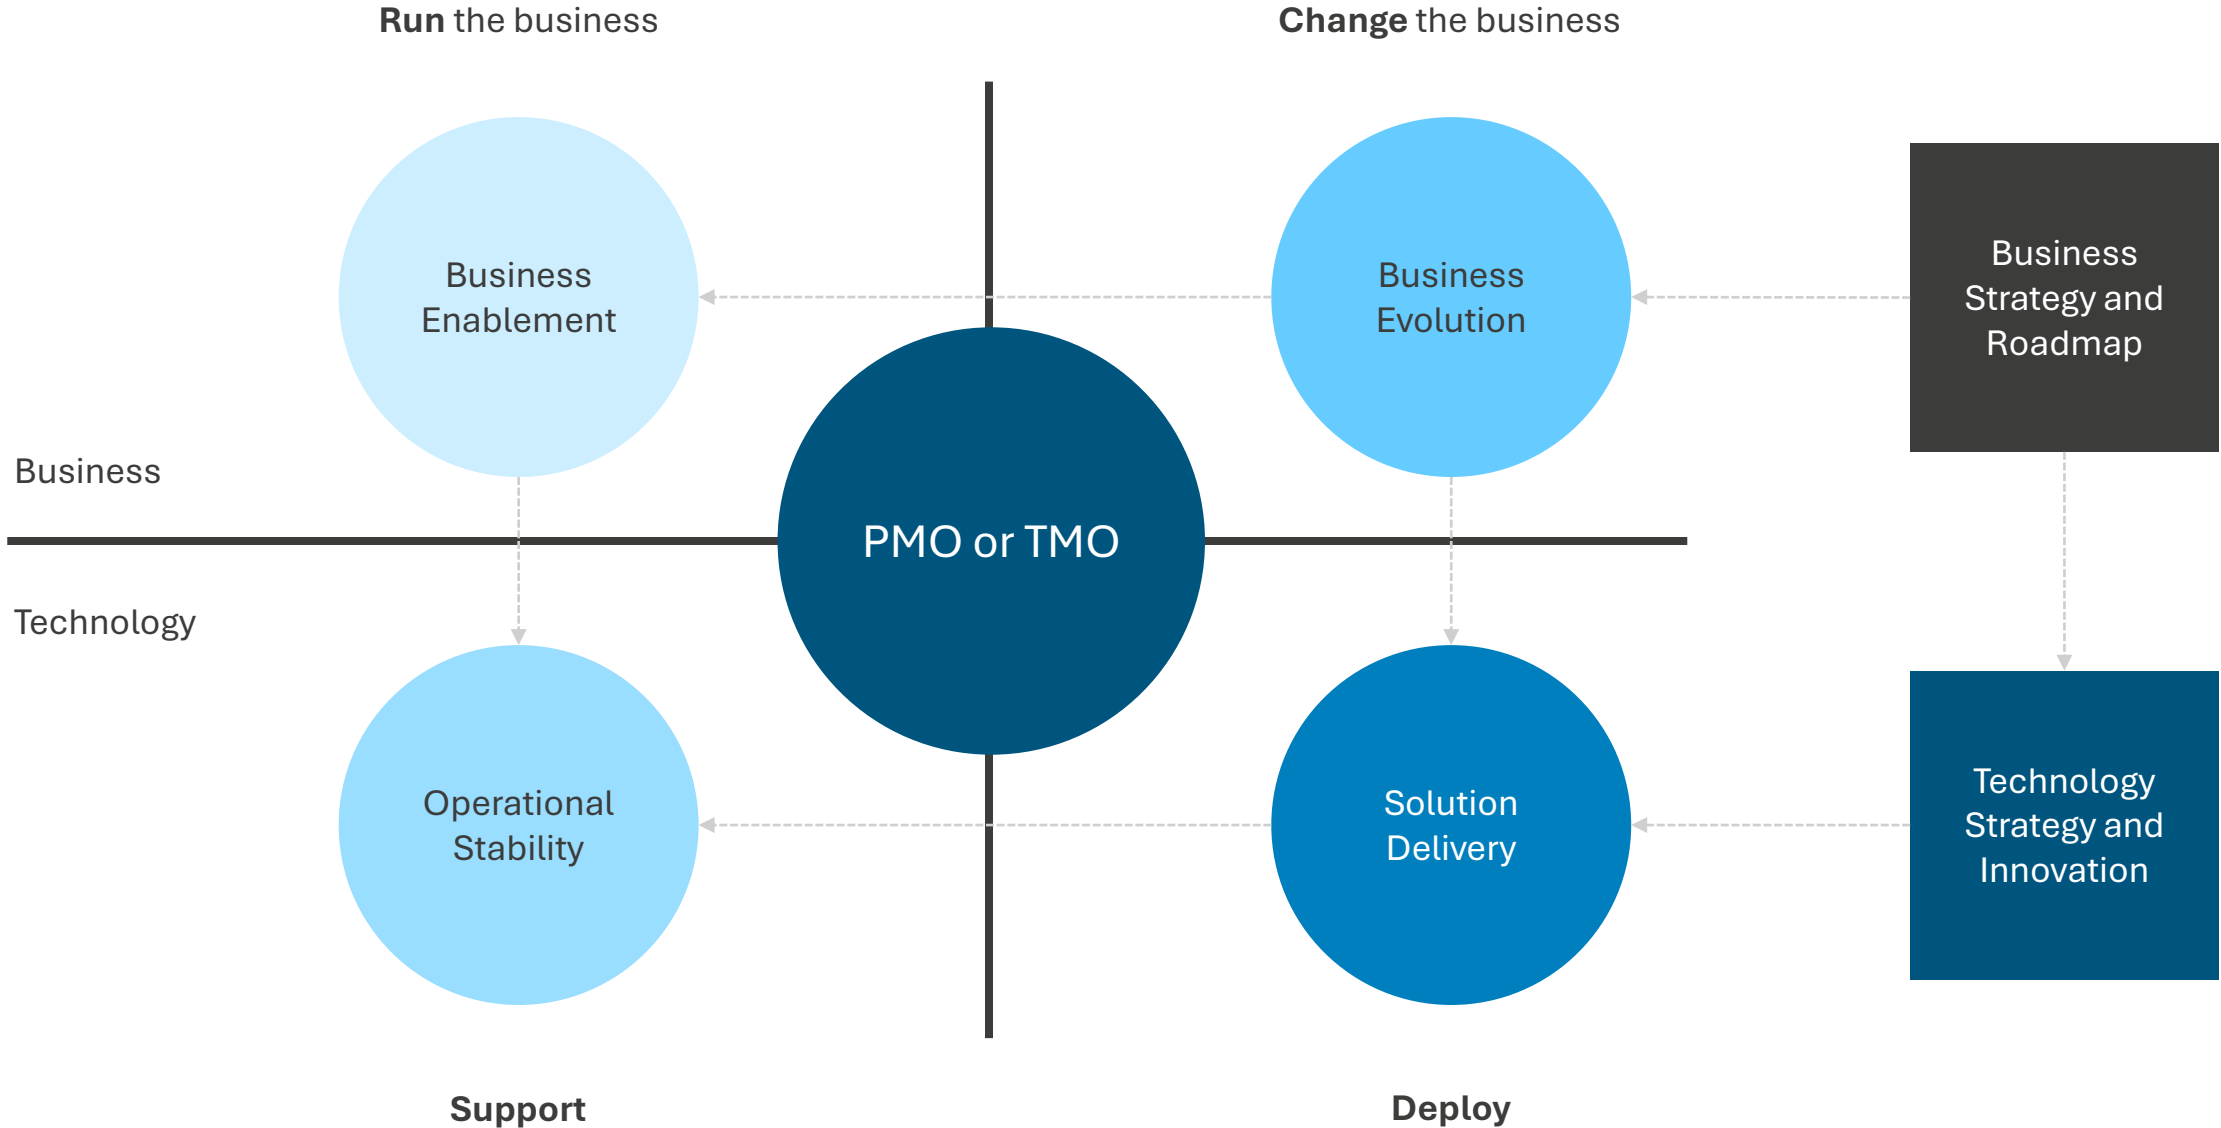 Run the business
Change the business
Business
Enablement
Business
Evolution
Business
Strategy and
Roadmap
Business
PMO or TMO
Technology
Operational
Stability
Solution
Delivery
Technology
Strategy and
Innovation
Support
Deploy